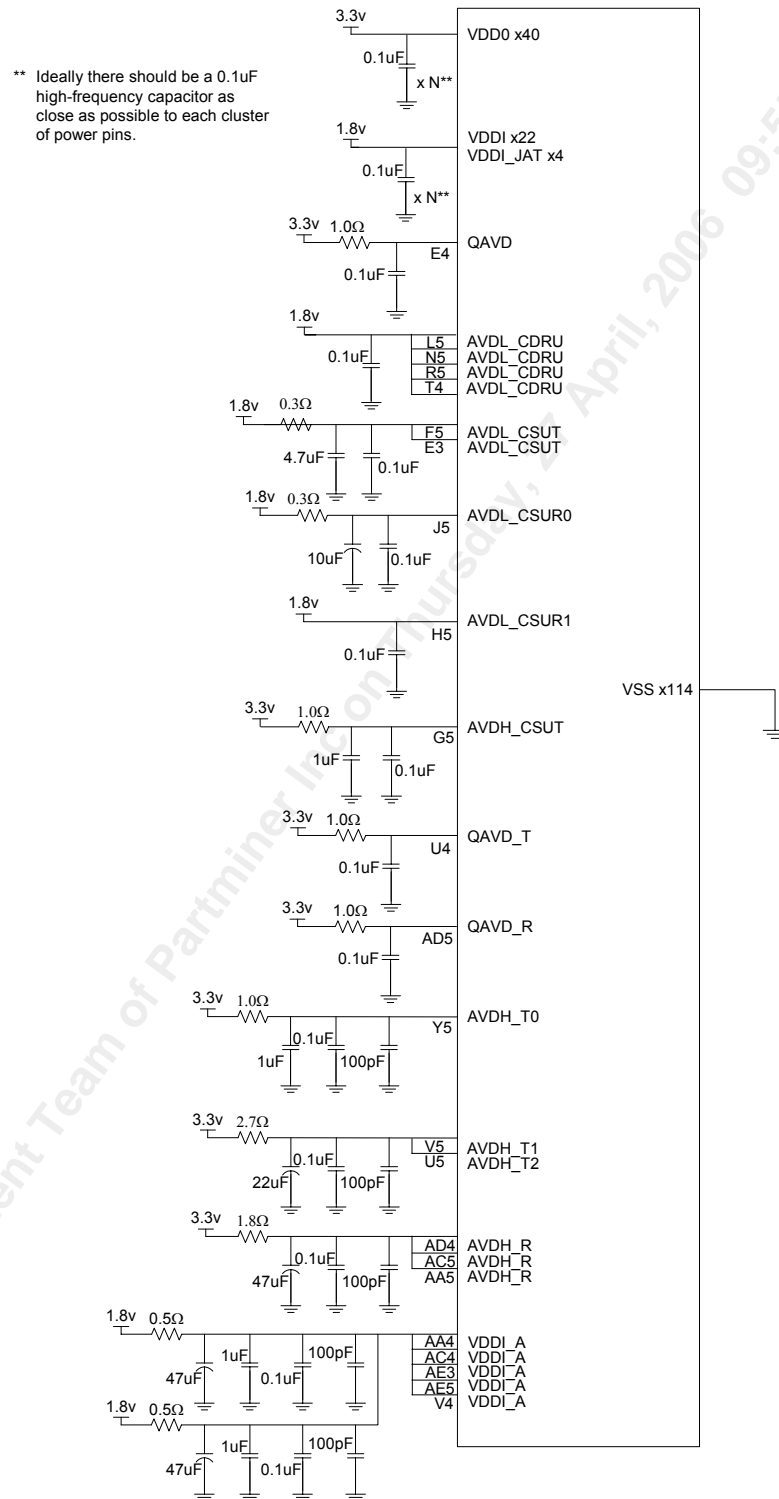 3.3v
VDD0 x40
0.1uF
x N**
** Ideally there should be a 0.1uF
high-frequency capacitor as
close as possible to each cluster
of power pins.
1.8v
VDDI x22
VDDI_JAT x4
0.1uF
x N**
3.3v 1.0Ω
E4 QAVD
0.1uF
1.8v
L5 AVDL_CDRU
N5 AVDL_CDRU
R5 AVDL_CDRU
T4 AVDL_CDRU
0.1uF
1.8v 0.3Ω
F5 AVDL_CSUT
E3 AVDL_CSUT
4.7uF 0.1uF
1.8v 0.3Ω
J5 AVDL_CSUR0
10uF 0.1uF
1.8v
H5 AVDL_CSUR1
0.1uF
VSS x114
3.3v 1.0Ω
G5 AVDH_CSUT
1uF 0.1uF
3.3v 1.0Ω
U4 QAVD_T
0.1uF
3.3v 1.0Ω
AD5 QAVD_R
0.1uF
3.3v 1.0Ω
Y5 AVDH_T0
1uF 0.1uF 100pF
3.3v 2.7Ω
V5 AVDH_T1
U5 AVDH_T2
22uF 0.1uF 100pF
3.3v 1.8Ω
AD4 AVDH_R
AC5 AVDH_R
AA5 AVDH_R
47uF 0.1uF 100pF
1.8v 0.5Ω
AA4 VDDI_A
AC4 VDDI_A
AE3 VDDI_A
AE5 VDDI_A
V4 VDDI_A
47uF 1uF 0.1uF 100pF
1.8v 0.5Ω
47uF 1uF 0.1uF 100pF
Team of Partminer Inc on Thursday, 27 April, 2006